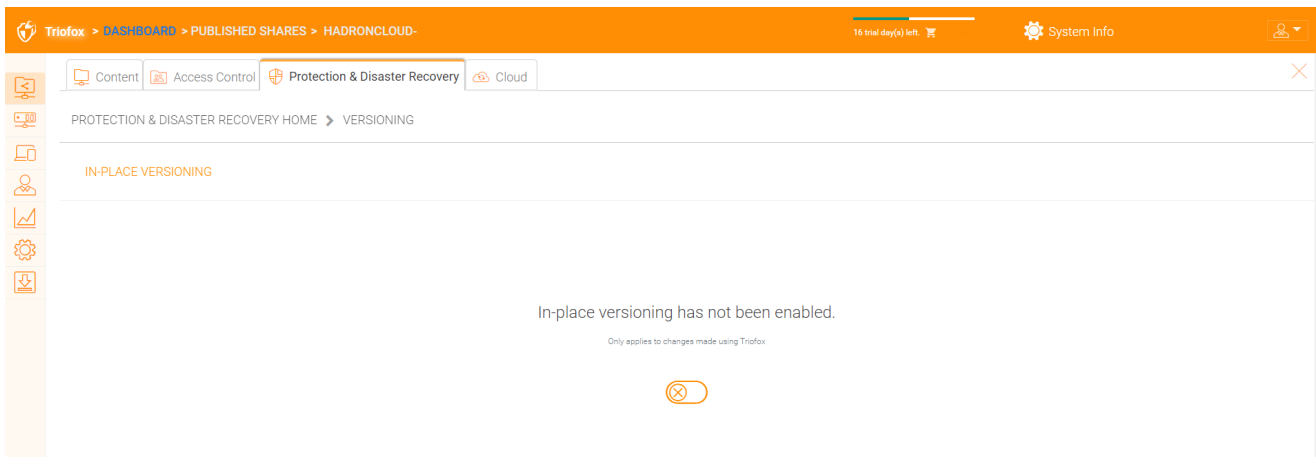 Triofox > DASHBOARD > PUBLISHED SHARES > HADRONCLOUD-
16 trial day(s) left.
System Info
Content
Access Control
Protection & Disaster Recovery
Cloud
PROTECTION & DISASTER RECOVERY HOME > VERSIONING
IN-PLACE VERSIONING
In-place versioning has not been enabled.
Only applies to changes made using Triofox